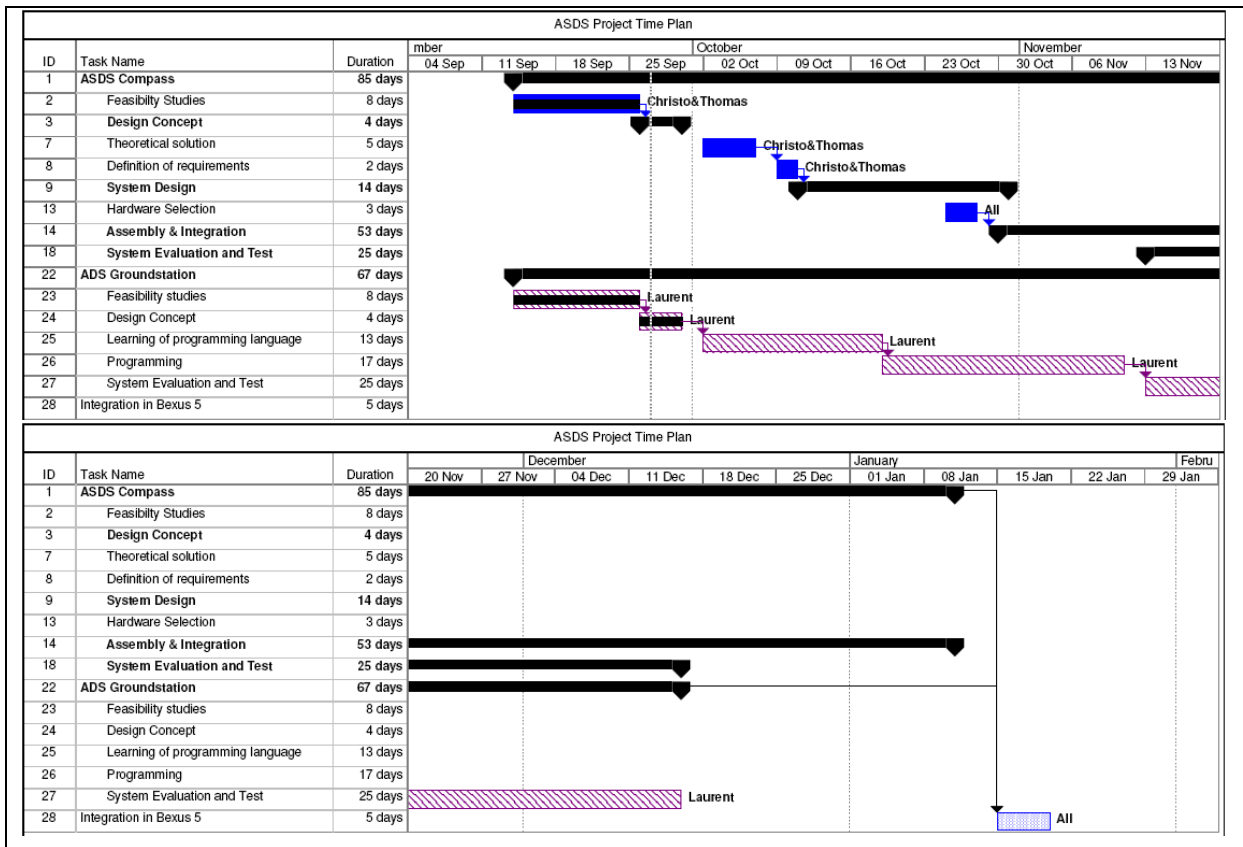 ASDS Project Time Plan
mber October November
ID Task Name Duration 04 Sep 11 Sep 18 Sep 25 Sep 02 Oct 09 Oct 16 Oct 23 Oct 30 Oct 06 Nov 13 Nov
1 ASDS Compass 85 days
2 Feasibilty Studies 8 days Christo&Thomas
3 Design Concept 4 days
7 Theoretical solution 5 days Christo&Thomas
8 Definition of requirements 2 days Christo&Thomas
9 System Design 14 days
13 Hardware Selection 3 days All
14 Assembly & Integration 53 days
18 System Evaluation and Test 25 days
22 ADS Groundstation 67 days
23 Feasibility studies 8 days Laurent
24 Design Concept 4 days Laurent
25 Learning of programming language 13 days Laurent
26 Programming 17 days Laurent
27 System Evaluation and Test 25 days
28 Integration in Bexus 5 5 days
ASDS Project Time Plan
December January Febru
ID Task Name Duration 20 Nov 27 Nov 04 Dec 11 Dec 18 Dec 25 Dec 01 Jan 08 Jan 15 Jan 22 Jan 29 Jan
1 ASDS Compass 85 days
2 Feasibilty Studies 8 days
3 Design Concept 4 days
7 Theoretical solution 5 days
8 Definition of requirements 2 days
9 System Design 14 days
13 Hardware Selection 3 days
14 Assembly & Integration 53 days
18 System Evaluation and Test 25 days
22 ADS Groundstation 67 days
23 Feasibility studies 8 days
24 Design Concept 4 days
25 Learning of programming language 13 days
26 Programming 17 days
27 System Evaluation and Test 25 days Laurent
28 Integration in Bexus 5 5 days All